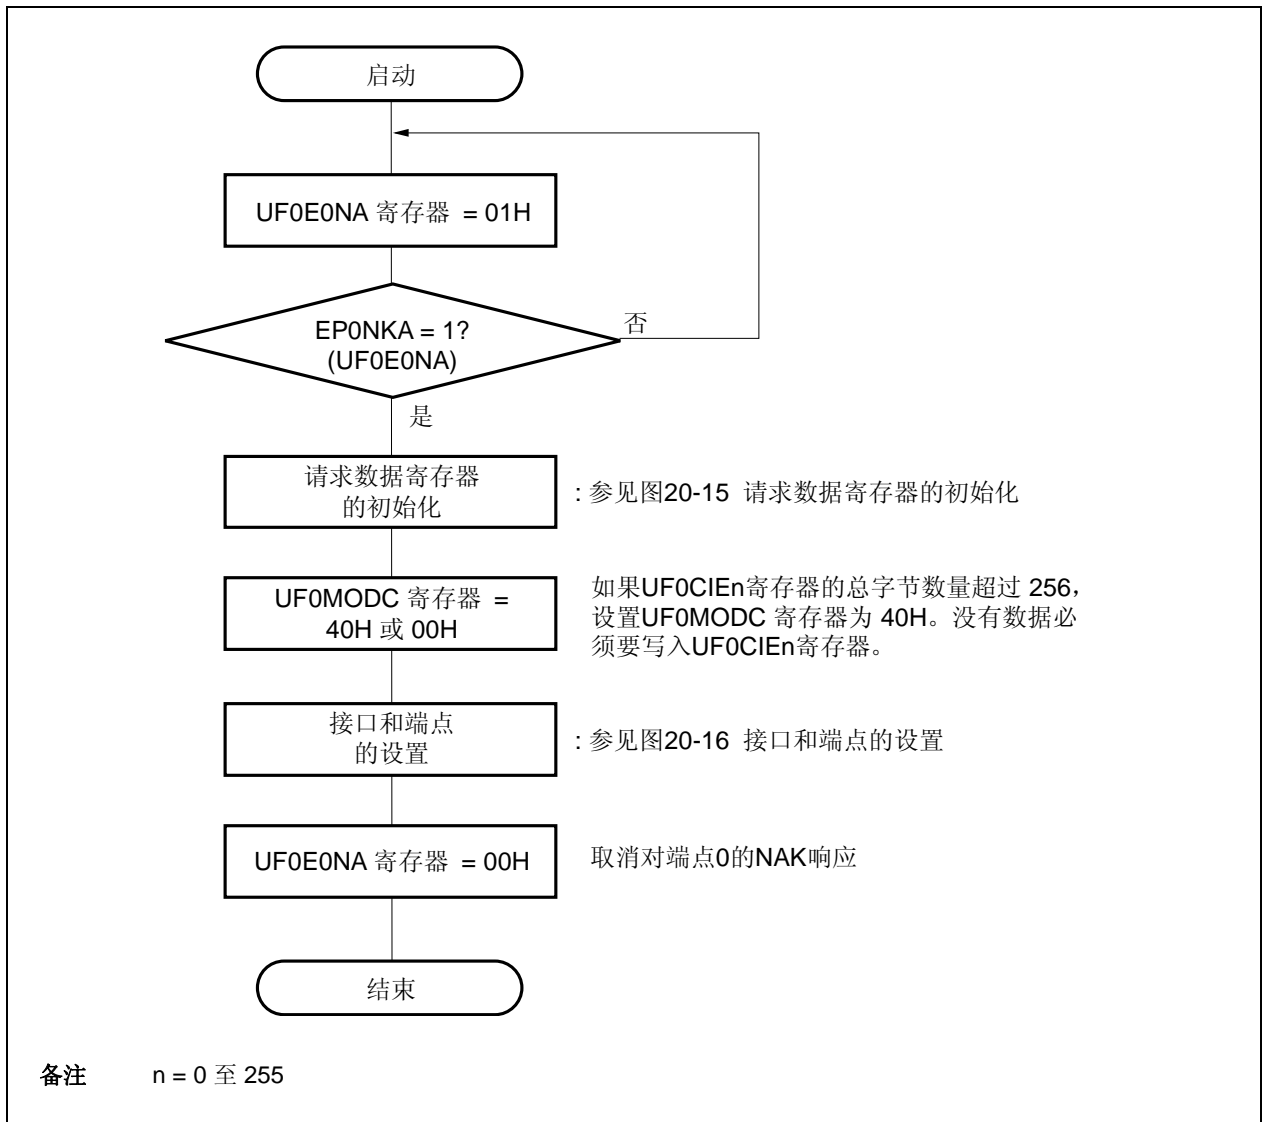 启动
UF0E0NA 寄存器 = 01H
EP0NKA = 1?
(UF0E0NA)
否
是
请求数据寄存器
的初始化
: 参见图20-15 请求数据寄存器的初始化
UF0MODC 寄存器 =
40H 或 00H
如果UF0CIEn寄存器的总字节数量超过 256，
设置UF0MODC 寄存器为 40H。没有数据必
须要写入UF0CIEn寄存器。
接口和端点
的设置
: 参见图20-16 接口和端点的设置
UF0E0NA 寄存器 = 00H
取消对端点0的NAK响应
结束
备注 n = 0 至 255